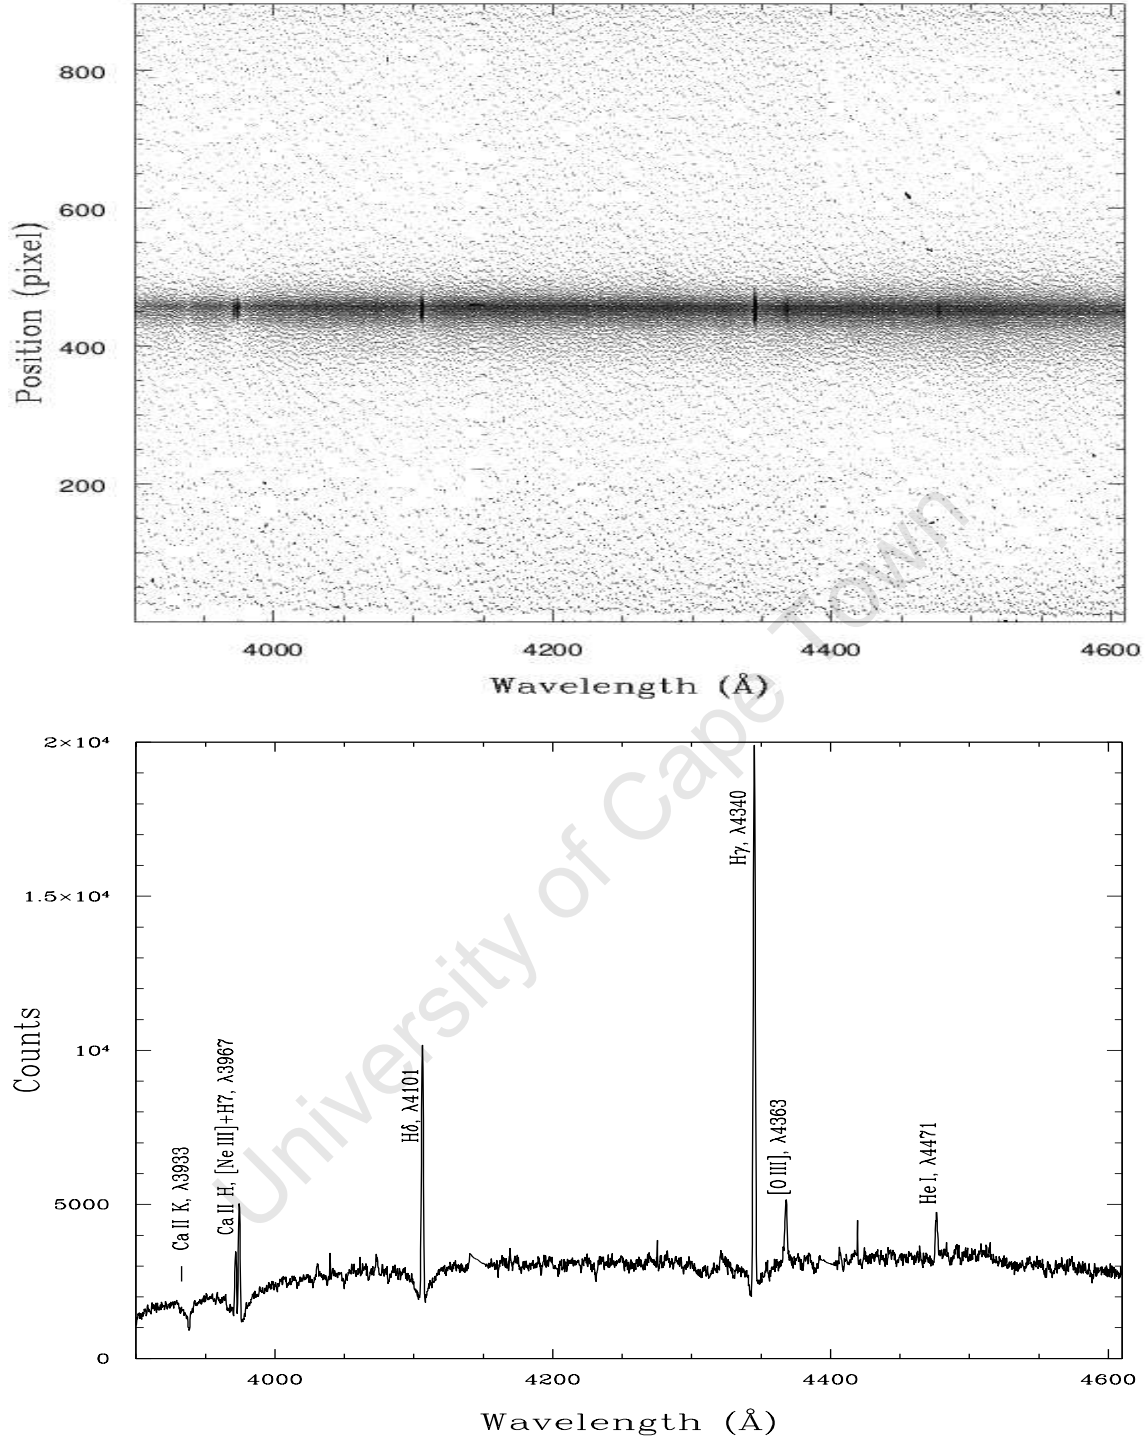 800
600
400
200
Position (pixel)
4000 4200 4400 4600
Wavelength (Å)
2×10⁴
1.5×10⁴
10⁴
5000
0
Counts
Ca II K, λ3933
Ca II H, [Ne III]+H7, λ3967
Hδ, λ4101
Hγ, λ4340
[O III], λ4363
He I, λ4471
4000 4200 4400 4600
Wavelength (Å)
University of Cape Town